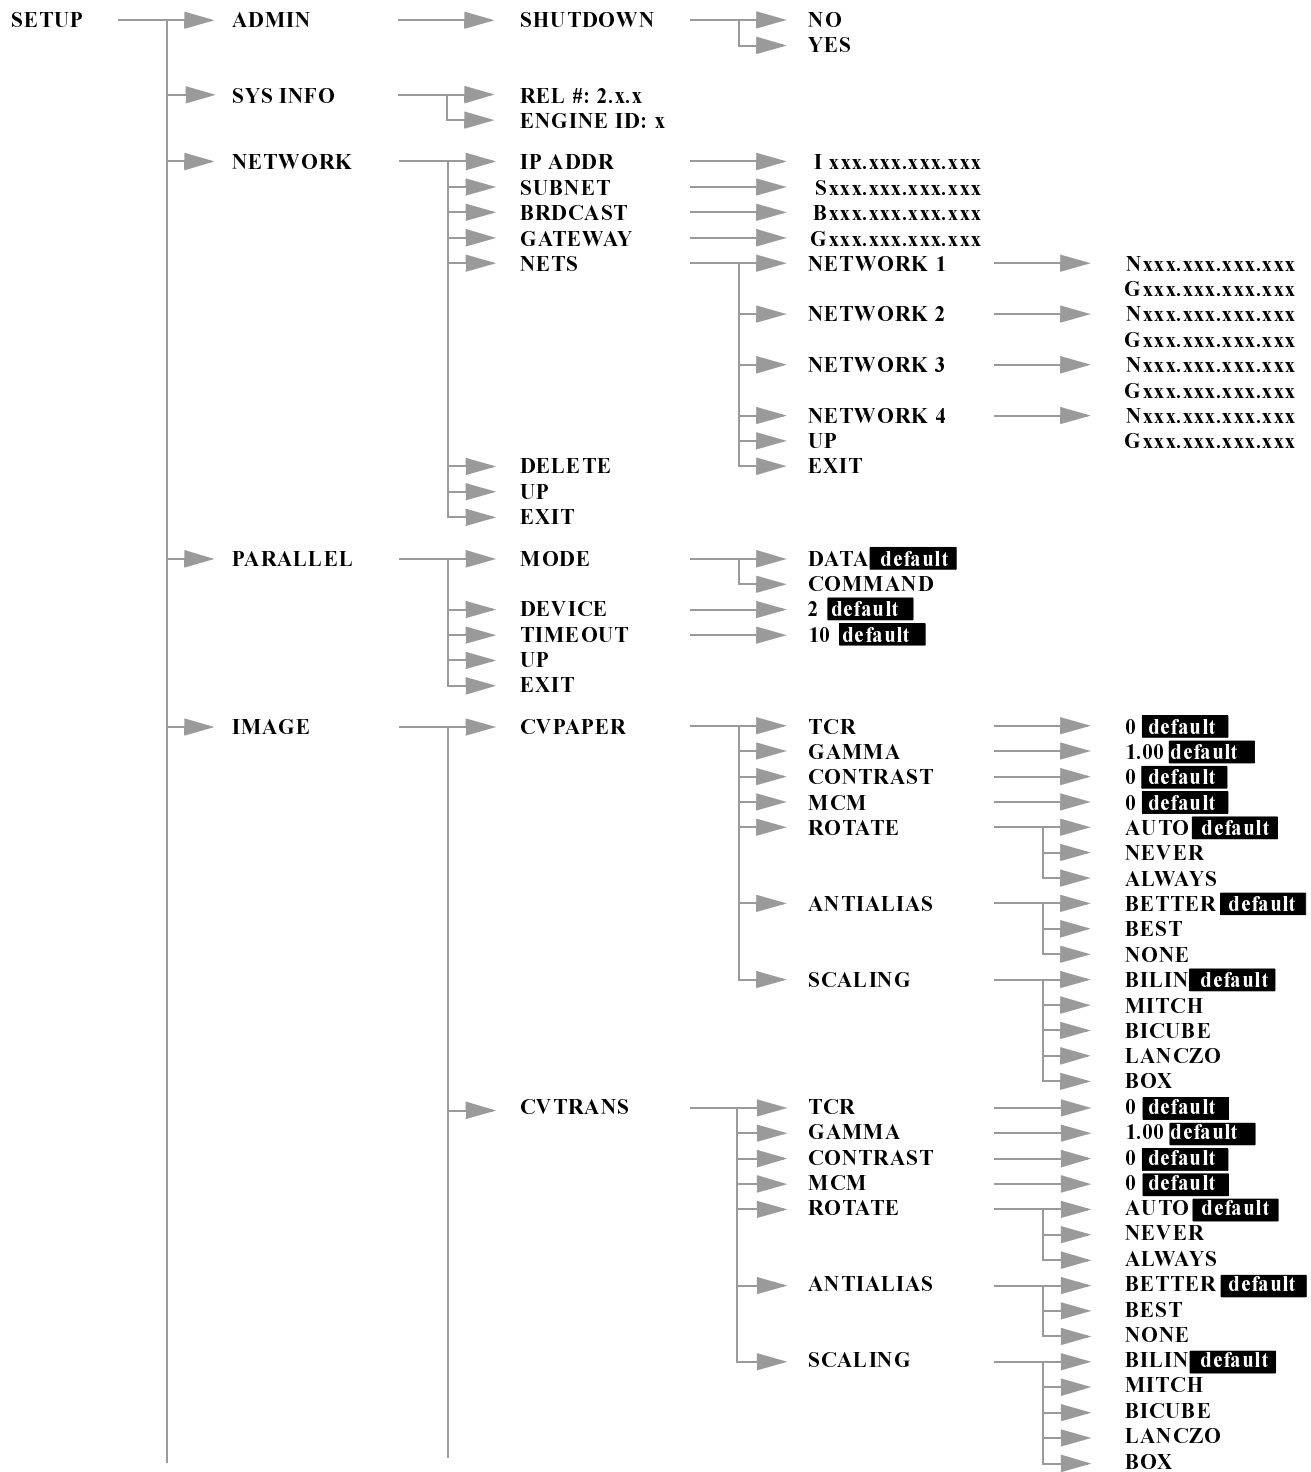 SETUP ADMIN SHUTDOWN NO
YES
SYS INFO REL #: 2.x.x
ENGINE ID: x
NETWORK IP ADDR I xxx.xxx.xxx.xxx
SUBNET Sxxx.xxx.xxx.xxx
BRDCAST Bxxx.xxx.xxx.xxx
GATEWAY Gxxx.xxx.xxx.xxx
NETS NETWORK 1 Nxxx.xxx.xxx.xxx
Gxxx.xxx.xxx.xxx
NETWORK 2 Nxxx.xxx.xxx.xxx
Gxxx.xxx.xxx.xxx
NETWORK 3 Nxxx.xxx.xxx.xxx
Gxxx.xxx.xxx.xxx
NETWORK 4 Nxxx.xxx.xxx.xxx
UP Gxxx.xxx.xxx.xxx
DELETE EXIT
UP
EXIT
PARALLEL MODE DATA default
COMMAND
DEVICE 2 default
TIMEOUT 10 default
UP
EXIT
IMAGE CVPAPER TCR 0 default
GAMMA 1.00 default
CONTRAST 0 default
MCM 0 default
ROTATE AUTO default
NEVER
ALWAYS
ANTIALIAS BETTER default
BEST
NONE
SCALING BILIN default
MITCH
BICUBE
LANCZO
BOX
CVTRANS TCR 0 default
GAMMA 1.00 default
CONTRAST 0 default
MCM 0 default
ROTATE AUTO default
NEVER
ALWAYS
ANTIALIAS BETTER default
BEST
NONE
SCALING BILIN default
MITCH
BICUBE
LANCZO
BOX